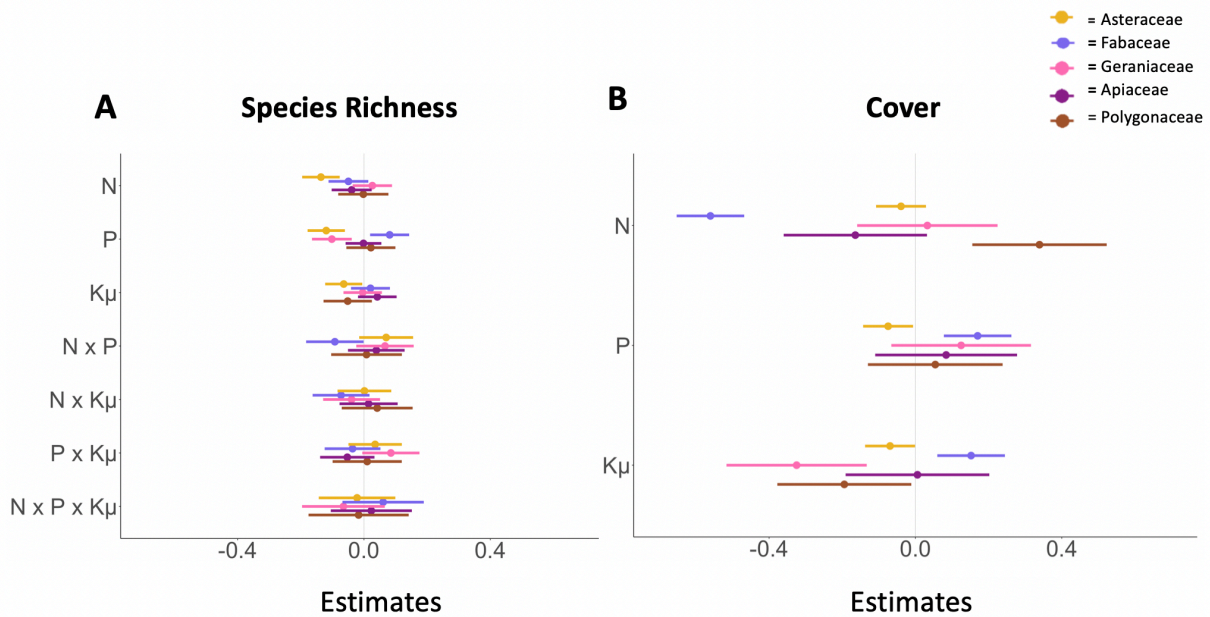 = Asteraceae
= Fabaceae
= Geraniaceae
= Apiaceae
= Polygonaceae
A
Species Richness
B
Cover
N
P
Kμ
N x P
N x Kμ
P x Kμ
N x P x Kμ
-0.4 0.0 0.4
Estimates
N
P
Kμ
-0.4 0.0 0.4
Estimates